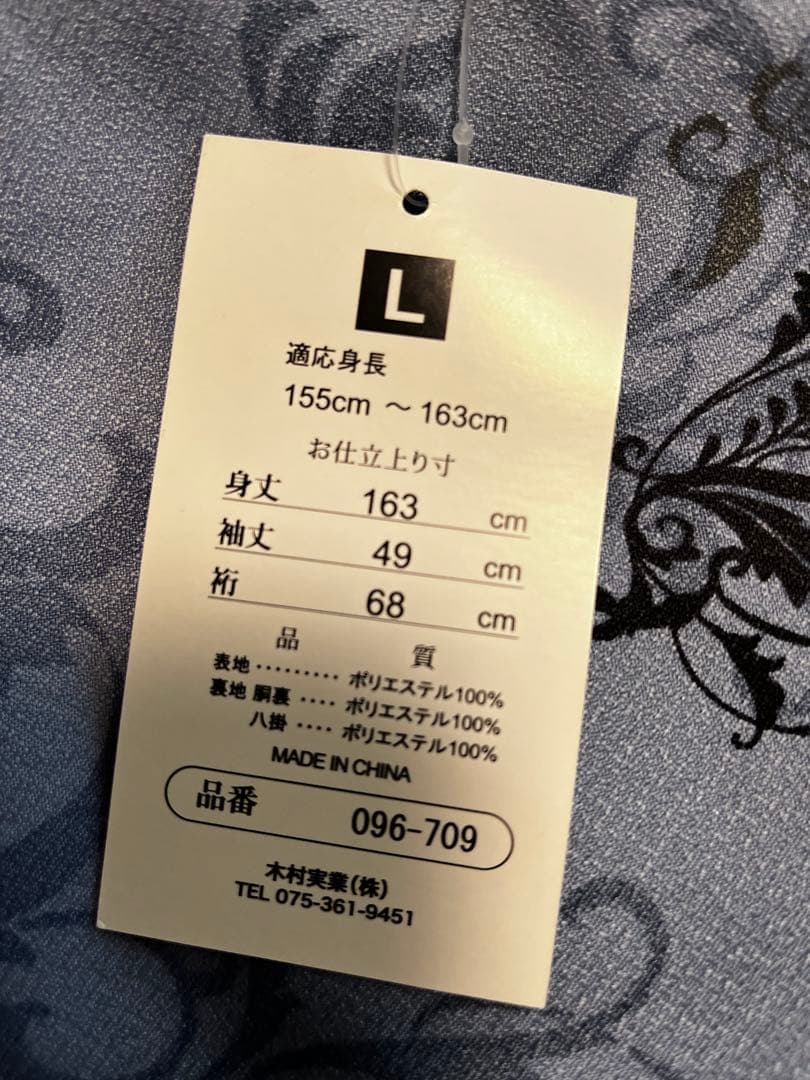 L
適応身長
155cm ～ 163cm
お仕立上り寸
身丈 163 cm
袖丈 49 cm
裄 68 cm
品 質
表地 ········· ポリエステル100%
裏地 胴裏 ···· ポリエステル100%
八掛 ···· ポリエステル100%
MADE IN CHINA
品番 096-709
木村実業(株)
TEL 075-361-9451